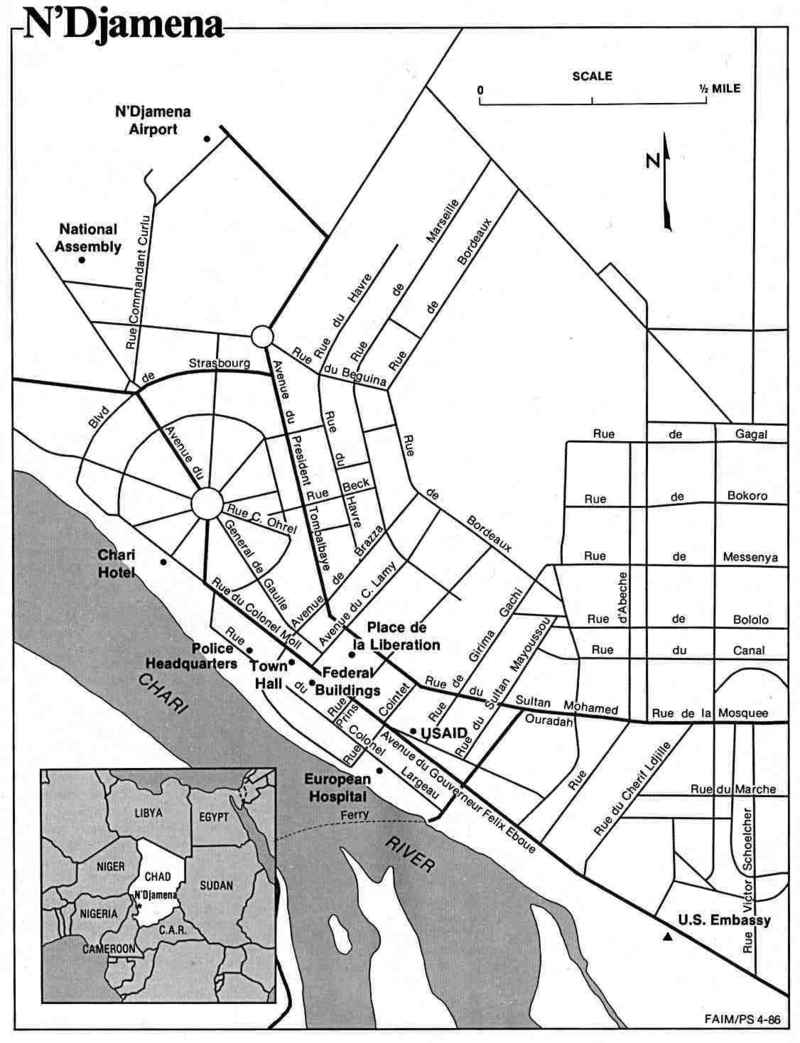 N'Djamena
SCALE
0
½ MILE
N
N'Djamena
Airport
National
Assembly
Rue Commandant Curlu
Rue du Havre
Rue de Marseille
Rue de Bordeaux
Rue du Beguina
Blvd de Strasbourg
Avenue du General de Gaulle
Avenue du President Tombalbaye
Rue du Havre
Rue Beck
Rue C. Ohrel
Rue de Bordeaux
Avenue de Brazza
Avenue du C. Lamy
Rue de Gagal
Rue de Bokoro
Rue de Messenya
Rue de Bololo
Rue du Canal
d'Abeche
Chari
Hotel
Rue du Colonel Moll
Police
Headquarters
Town
Hall
Place de
la Liberation
Federal
Buildings
Rue de Girima Gachi
Rue du Sultan Mayoussou
Rue du Sultan Mohamed
Ouradah
Rue de la Mosquee
Rue du Colonel Largeau
Rue Prins
Rue
Cointet
USAID
Avenue du Gouverneur Felix Eboue
European
Hospital
Ferry
CHARI
RIVER
Rue
Rue du Cherif Ldjille
Rue du Marche
Rue Victor Schoelcher
U.S. Embassy
LIBYA
EGYPT
NIGER
CHAD
N'Djamena
SUDAN
NIGERIA
C.A.R.
CAMEROON
FAIM/PS 4-86